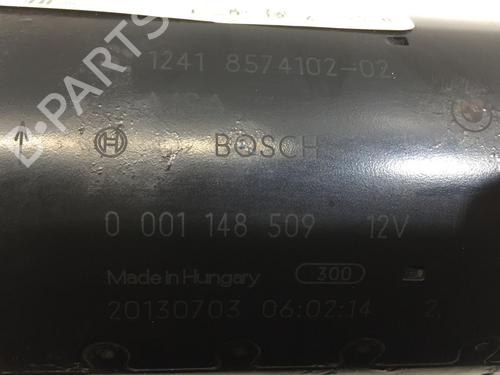 1241 8574102-02
BOSCH
0 001 148 509 12V
Made in Hungary 300
20130703 06:02:14 2
B-PARTS